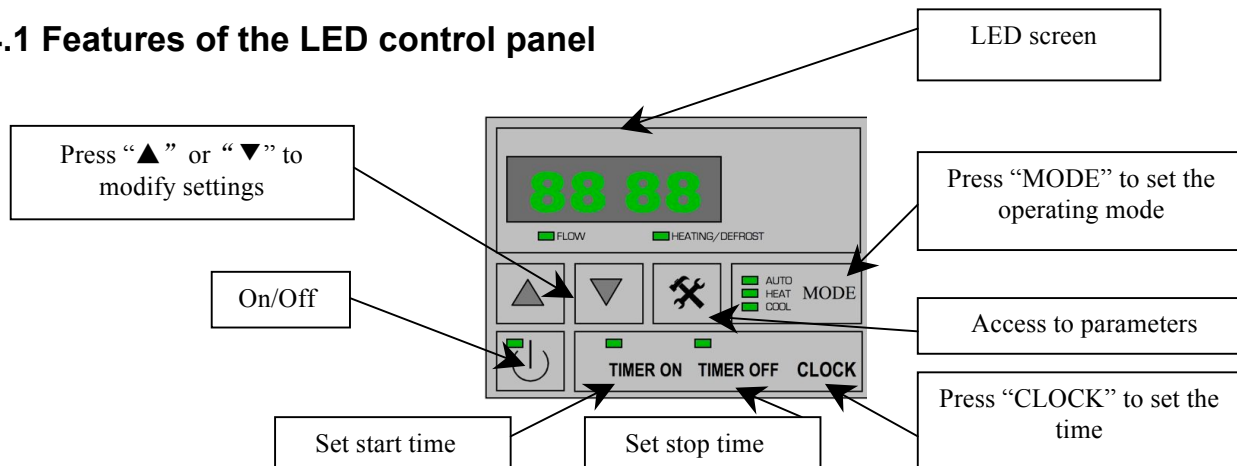 .1 Features of the LED control panel
LED screen
Press “▲” or “▼” to
modify settings
88 88
FLOW
HEATING/DEFROST
Press “MODE” to set the
operating mode
On/Off
AUTO
HEAT
COOL
MODE
Access to parameters
TIMER ON
TIMER OFF
CLOCK
Press “CLOCK” to set the
time
Set start time
Set stop time